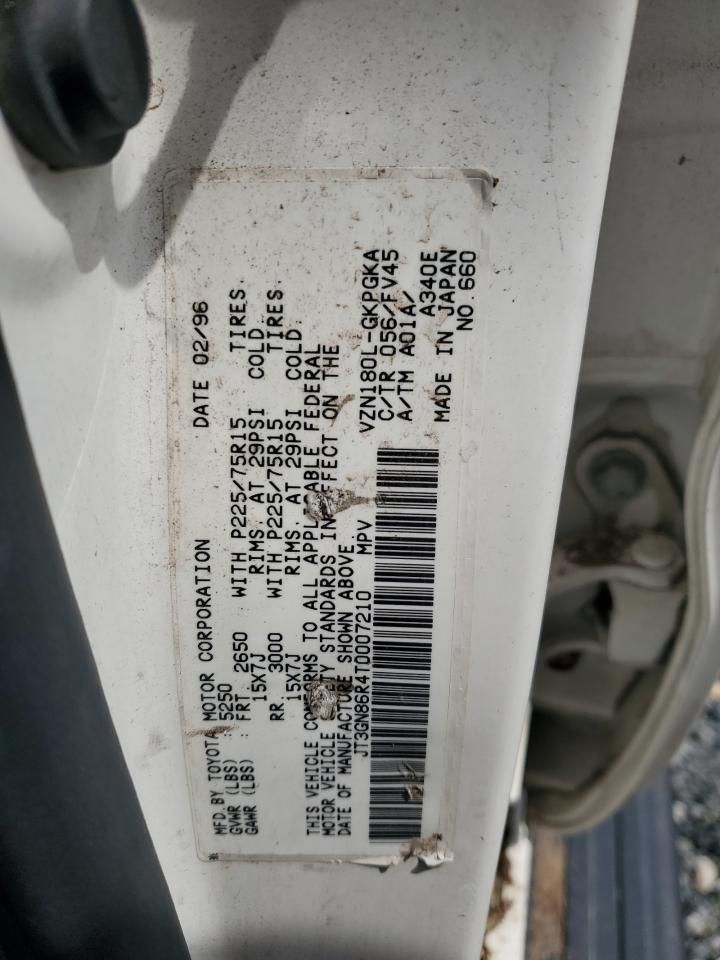 MFD. BY TOYOTA MOTOR CORPORATION DATE 02/96
GVWR (LBS) : 5250
GAWR (LBS) : FRT. 2650 WITH P225/75R15 TIRES.
15X7J RIMS. AT 29PSI COLD.
RR. 3000 WITH P225/75R15 TIRES.
15X7J RIMS. AT 29PSI COLD.
THIS VEHICLE CONFORMS TO ALL APPLICABLE FEDERAL
MOTOR VEHICLE SAFETY STANDARDS IN EFFECT ON THE
DATE OF MANUFACTURE SHOWN ABOVE
JT3GN86R4T0007210 MPV
VZN180L-GKPGKA
C/TR 056/FV45
A/TM A01A/
A340E
MADE IN JAPAN
NO. 660